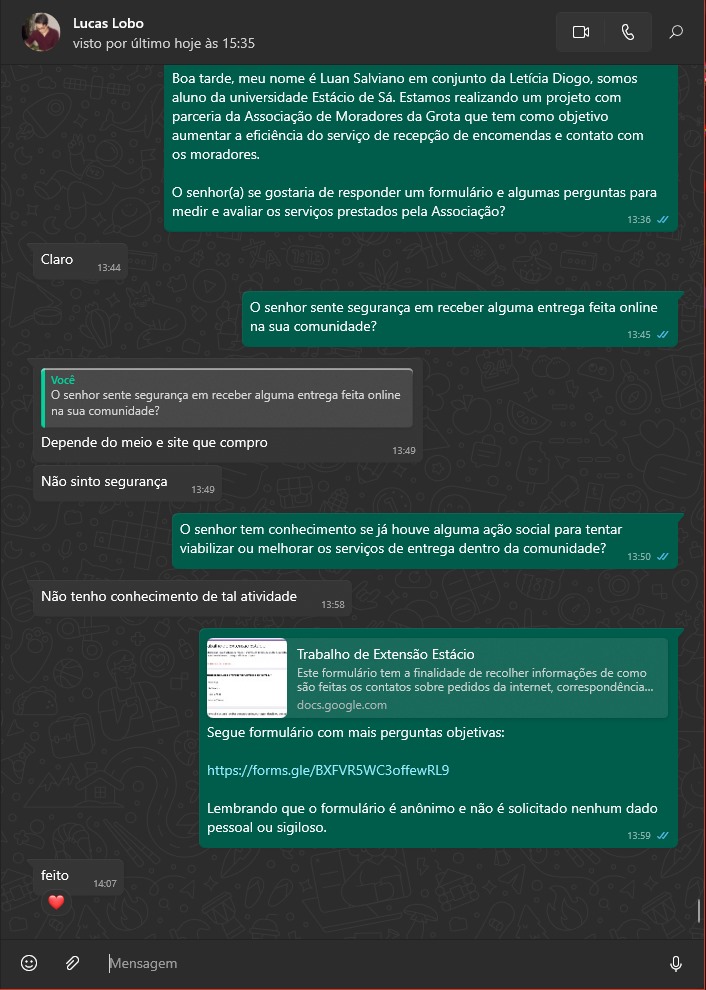 Lucas Lobo
visto por último hoje às 15:35
Boa tarde, meu nome é Luan Salviano em conjunto da Letícia Diogo, somos
aluno da universidade Estácio de Sá. Estamos realizando um projeto com
parceria da Associação de Moradores da Grota que tem como objetivo
aumentar a eficiência do serviço de recepção de encomendas e contato com
os moradores.
O senhor(a) se gostaria de responder um formulário e algumas perguntas para
medir e avaliar os serviços prestados pela Associação?
13:36
Claro
13:44
O senhor sente segurança em receber alguma entrega feita online
na sua comunidade?
13:45
Você
O senhor sente segurança em receber alguma entrega feita online
na sua comunidade?
Depende do meio e site que compro
13:49
Não sinto segurança
13:49
O senhor tem conhecimento se já houve alguma ação social para tentar
viabilizar ou melhorar os serviços de entrega dentro da comunidade?
13:50
Não tenho conhecimento de tal atividade
13:58
Trabalho de Extensão Estácio
Este formulário tem a finalidade de recolher informações de como
são feitas os contatos sobre pedidos da internet, correspondência...
docs.google.com
Segue formulário com mais perguntas objetivas:
https://forms.gle/BXFVR5WC3offewRL9
Lembrando que o formulário é anônimo e não é solicitado nenhum dado
pessoal ou sigiloso.
13:59
feito
14:07
Mensagem